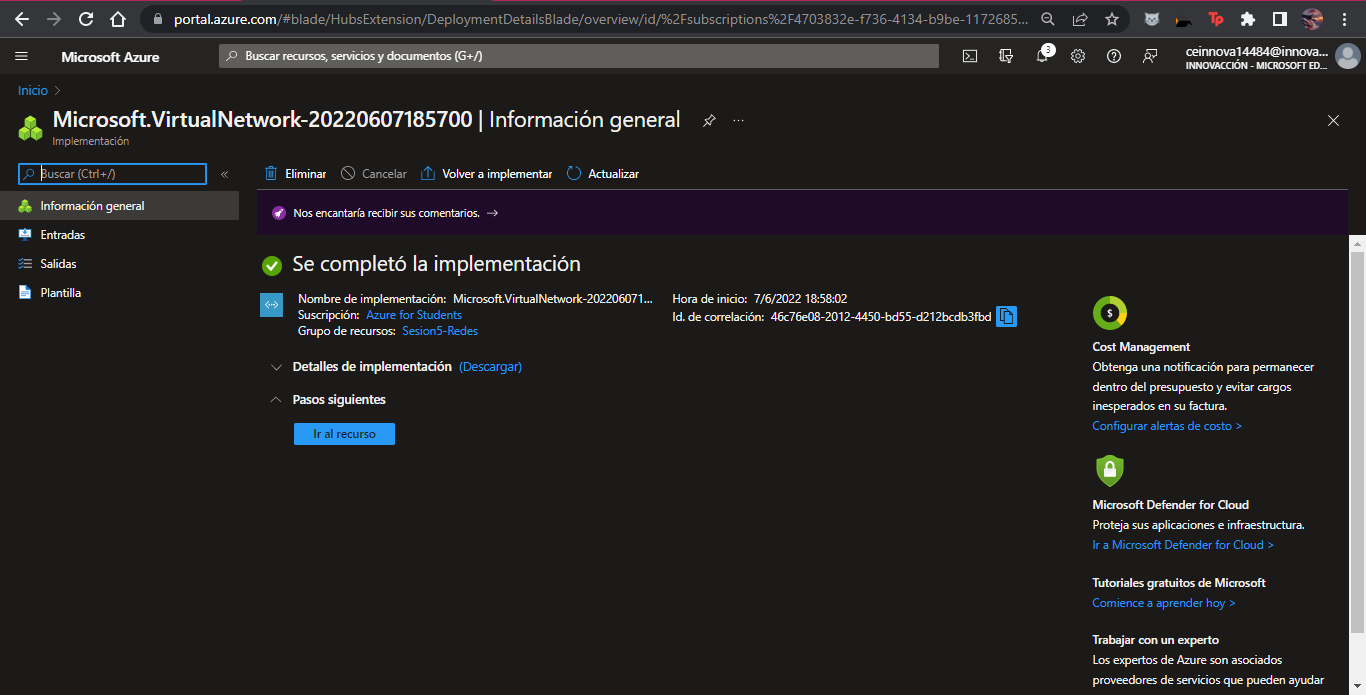 portal.azure.com/#blade/HubsExtension/DeploymentDetailsBlade/overview/id/%2Fsubscriptions%2F4703832e-f736-4134-b9be-1172685...
Tp
Microsoft Azure
Buscar recursos, servicios y documentos (G+/)
3
ceinnova14484@innova...
INNOVACCIÓN - MICROSOFT ED...
Inicio >
Microsoft.VirtualNetwork-20220607185700 | Información general
...
Implementación
Buscar (Ctrl+/)
«
Eliminar
Cancelar
Volver a implementar
Actualizar
Información general
Entradas
Salidas
Plantilla
Nos encantaría recibir sus comentarios. →
Se completó la implementación
Nombre de implementación: Microsoft.VirtualNetwork-202206071...
Suscripción: Azure for Students
Grupo de recursos: Sesion5-Redes
Hora de inicio: 7/6/2022 18:58:02
Id. de correlación: 46c76e08-2012-4450-bd55-d212bcdb3fbd
Detalles de implementación (Descargar)
Pasos siguientes
Ir al recurso
$
Cost Management
Obtenga una notificación para permanecer
dentro del presupuesto y evitar cargos
inesperados en su factura.
Configurar alertas de costo >
Microsoft Defender for Cloud
Proteja sus aplicaciones e infraestructura.
Ir a Microsoft Defender for Cloud >
Tutoriales gratuitos de Microsoft
Comience a aprender hoy >
Trabajar con un experto
Los expertos de Azure son asociados
proveedores de servicios que pueden ayudar